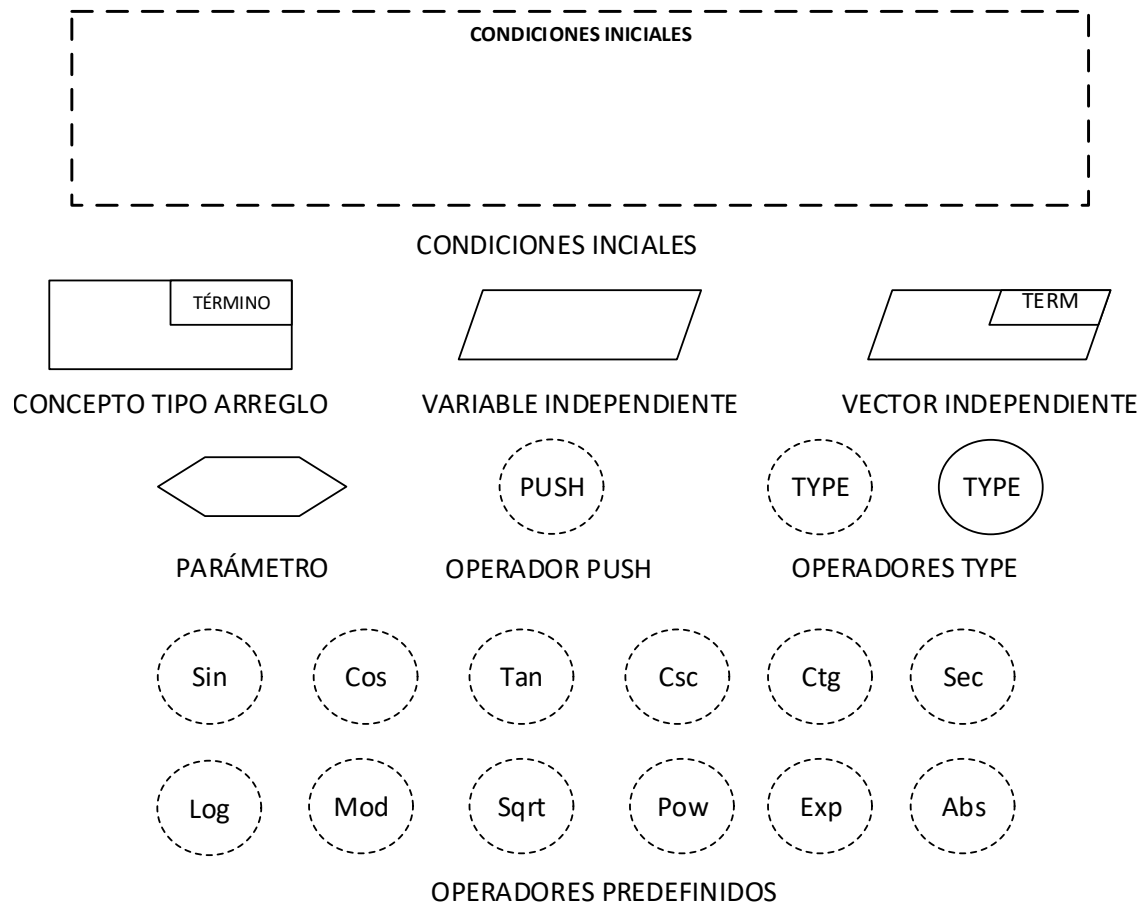 CONDICIONES INICIALES
CONDICIONES INCIALES
TÉRMINO
TERM
CONCEPTO TIPO ARREGLO
VARIABLE INDEPENDIENTE
VECTOR INDEPENDIENTE
PUSH
TYPE
TYPE
PARÁMETRO
OPERADOR PUSH
OPERADORES TYPE
Sin
Cos
Tan
Csc
Ctg
Sec
Log
Mod
Sqrt
Pow
Exp
Abs
OPERADORES PREDEFINIDOS